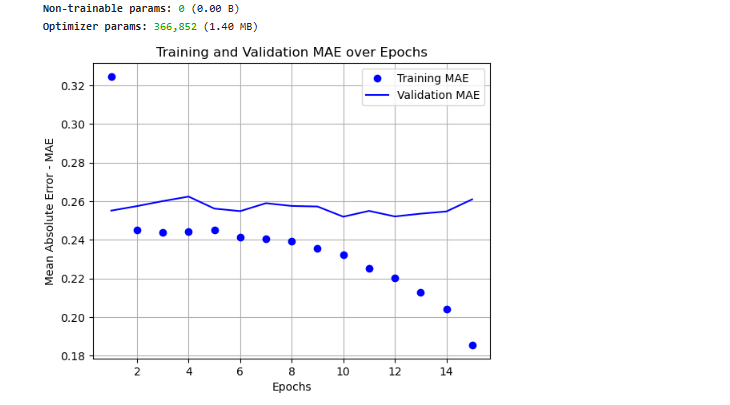 Non-trainable params: 0 (0.00 B)
Optimizer params: 366,852 (1.40 MB)
Training and Validation MAE over Epochs
Training MAE
Validation MAE
Mean Absolute Error - MAE
0.32
0.30
0.28
0.26
0.24
0.22
0.20
0.18
2 4 6 8 10 12 14
Epochs